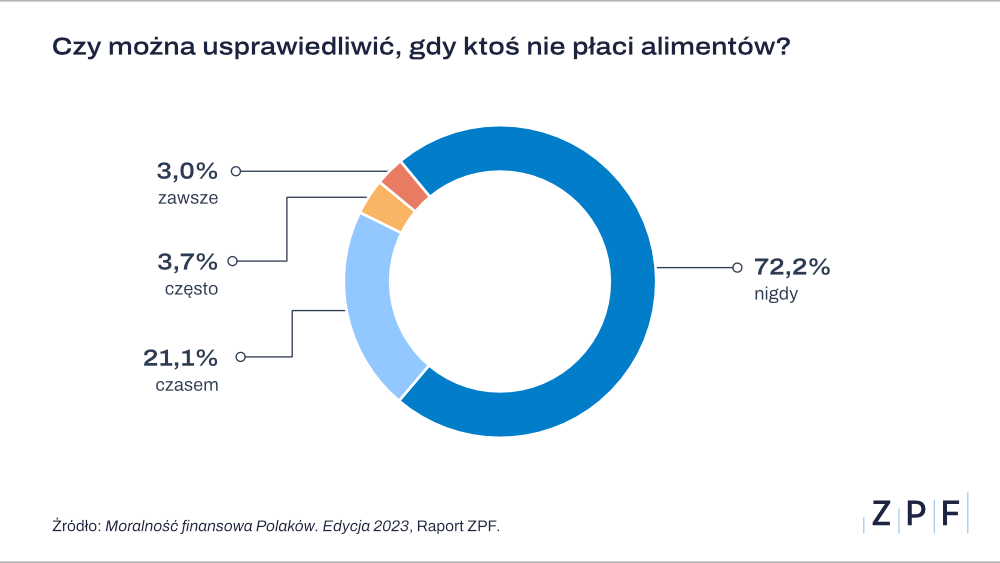 Czy można usprawiedliwić, gdy ktoś nie płaci alimentów?
3,0%
zawsze
3,7%
często
21,1%
czasem
72,2%
nigdy
Źródło: Moralność finansowa Polaków. Edycja 2023, Raport ZPF.
ZPF